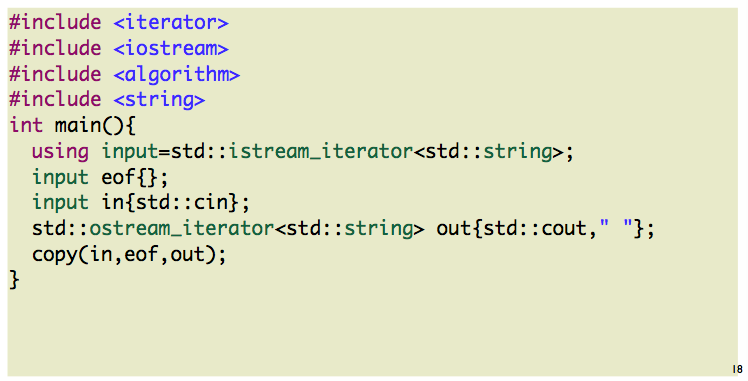 #include <iterator>
#include <iostream>
#include <algorithm>
#include <string>
int main(){
  using input=std::istream_iterator<std::string>;
  input eof{};
  input in{std::cin};
  std::ostream_iterator<std::string> out{std::cout," "};
  copy(in,eof,out);
}
18